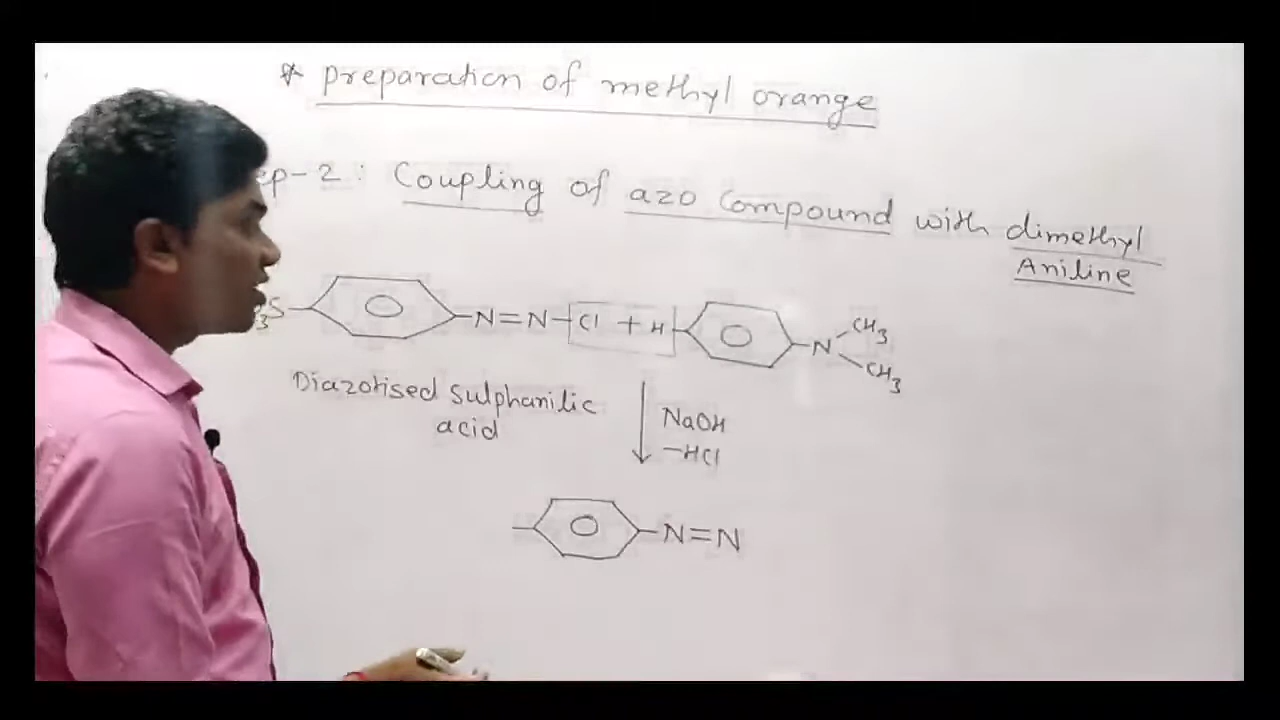 * preparation of methyl orange
ep-2: Coupling of azo compound with dimethyl
Aniline
3S N=N Cl + H N CH3
CH3
Diazotised sulphanilic
acid
NaOH
-HCl
N=N